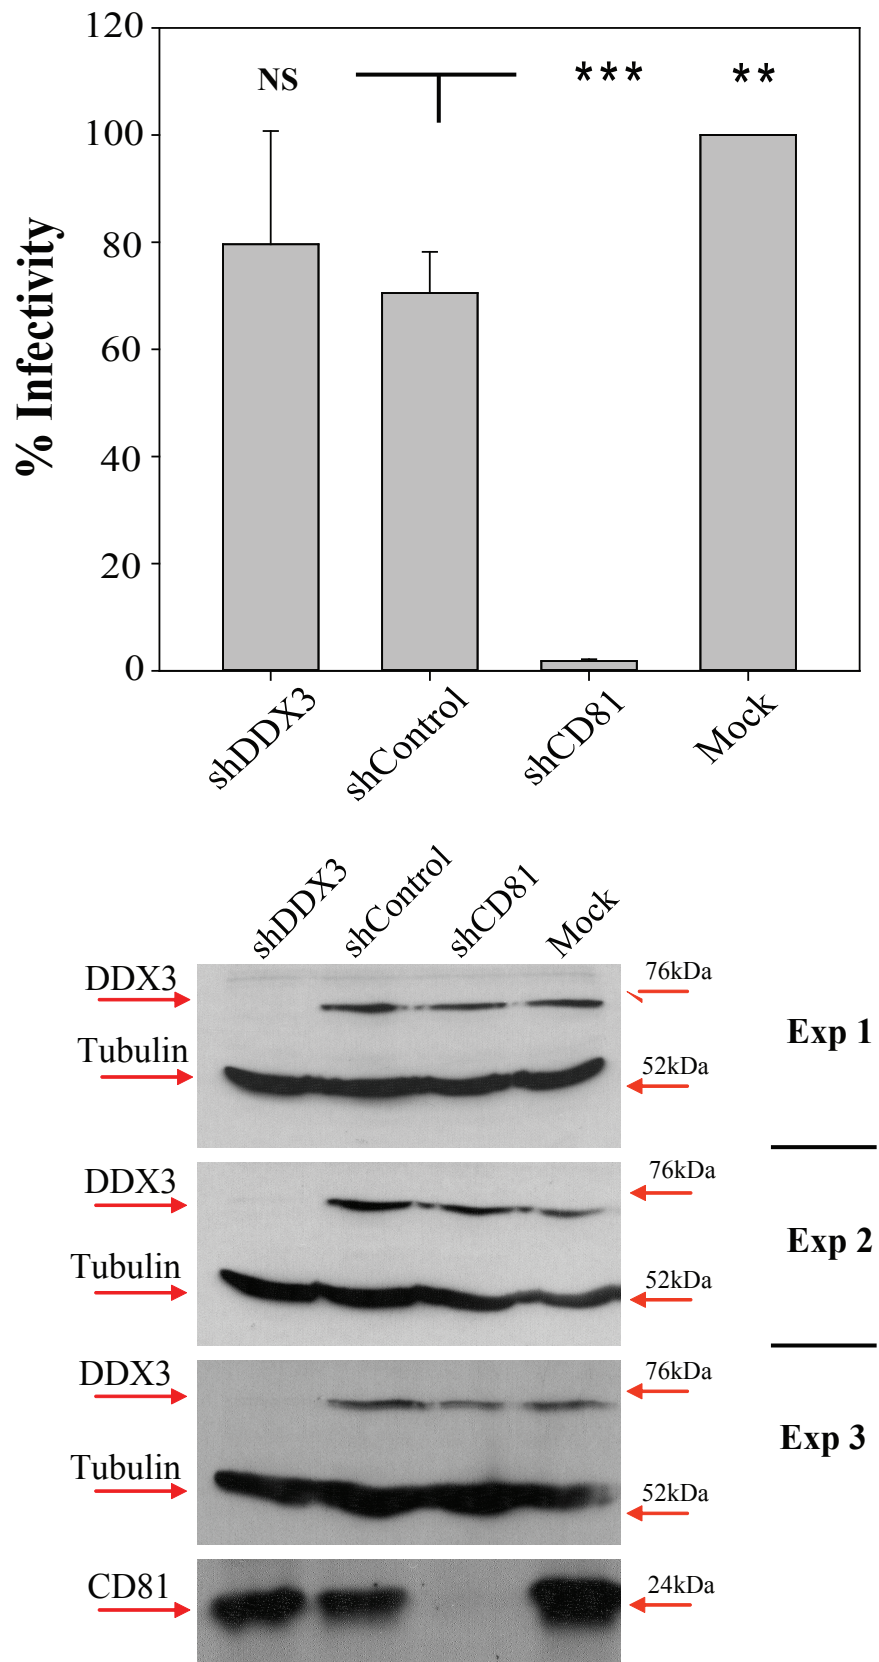 120
NS
***
**
100
80
60
40
20
0
% Infectivity
shDDX3
shControl
shCD81
Mock
shDDX3
shControl
shCD81
Mock
DDX3
76kDa
Tubulin
52kDa
Exp 1
DDX3
76kDa
Tubulin
52kDa
Exp 2
DDX3
76kDa
Tubulin
52kDa
Exp 3
CD81
24kDa